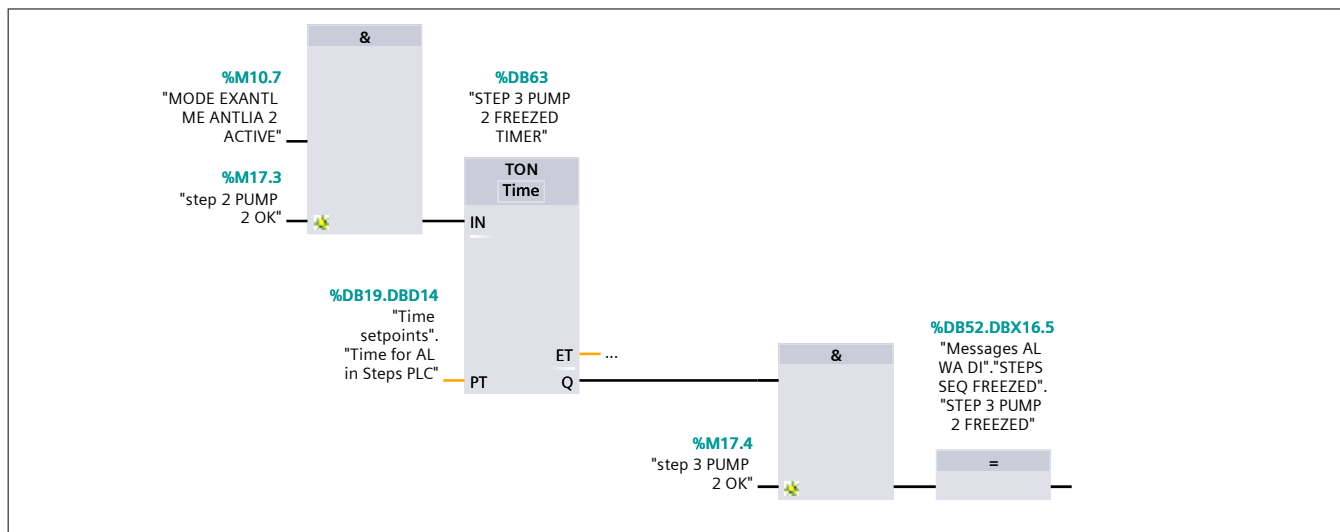 &
%M10.7
"MODE EXANTL
ME ANTLIA 2
ACTIVE"
%M17.3
"step 2 PUMP
2 OK"
%DB63
"STEP 3 PUMP
2 FREEZED
TIMER"
TON
Time
IN
%DB19.DBD14
"Time
setpoints".
"Time for AL
in Steps PLC"
PT
ET
...
Q
&
%M17.4
"step 3 PUMP
2 OK"
%DB52.DBX16.5
"Messages AL
WA DI"."STEPS
SEQ FREEZED".
"STEP 3 PUMP
2 FREEZED"
=